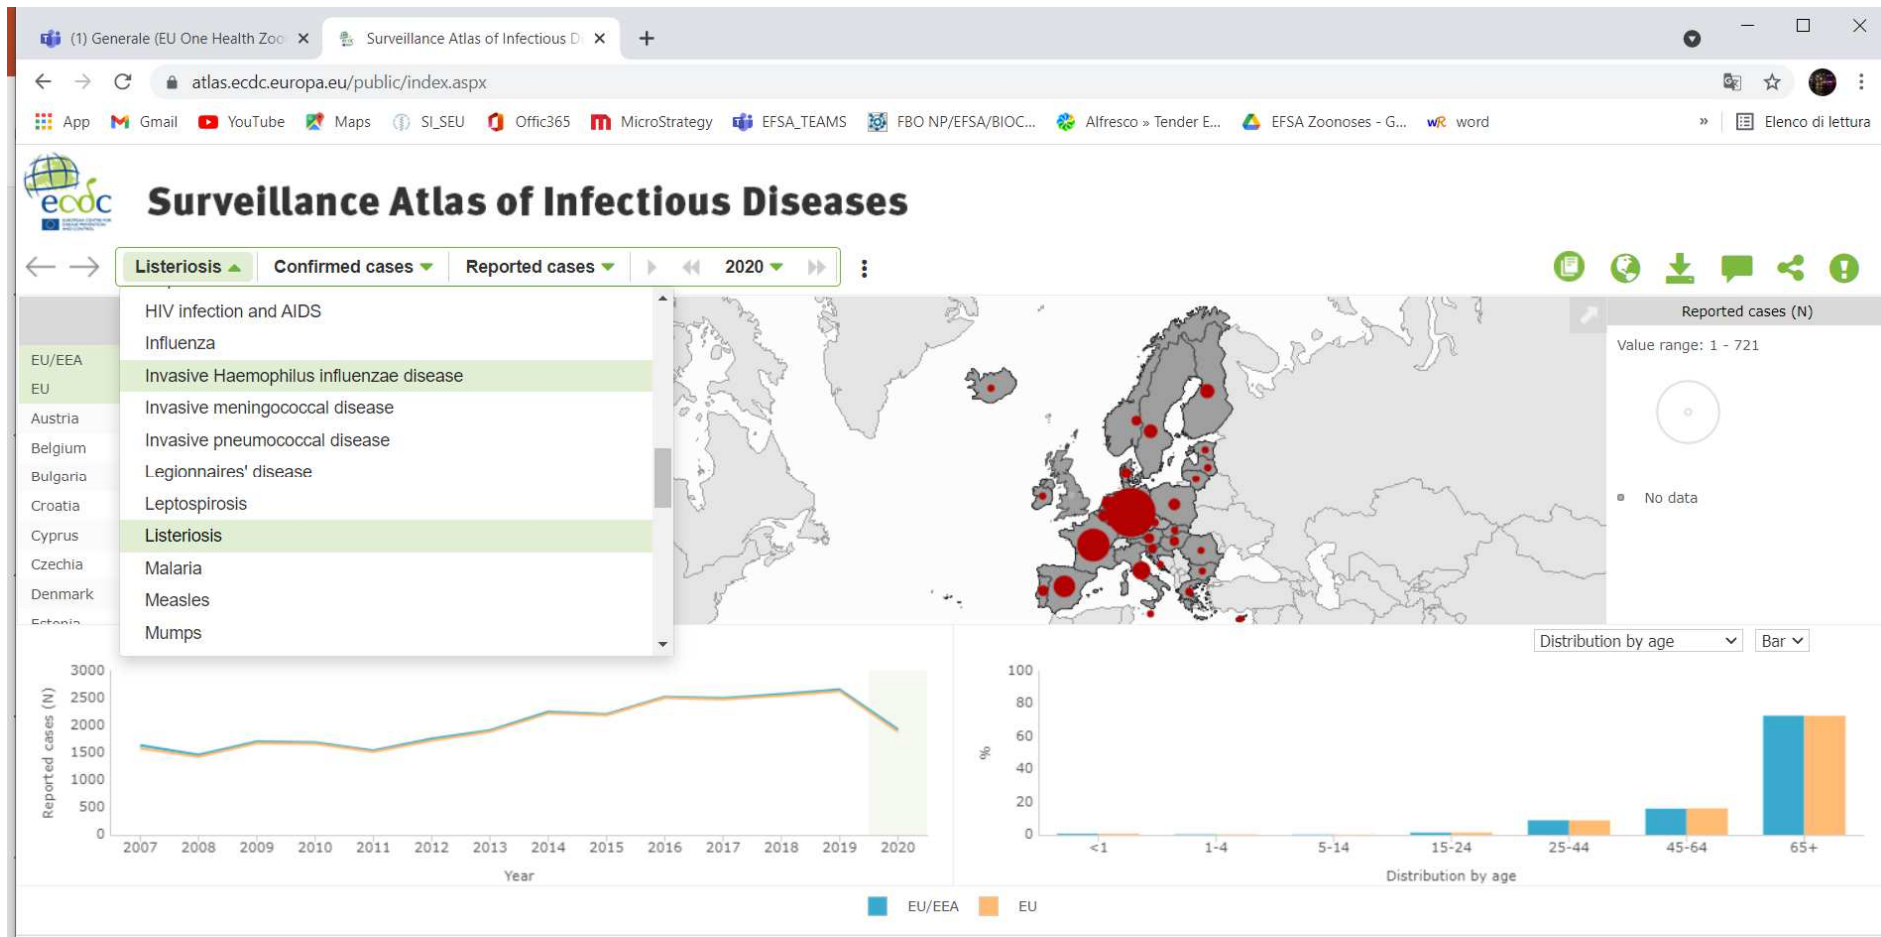 (1) Generale (EU One Health Zoo
Surveillance Atlas of Infectious D
atlas.ecdc.europa.eu/public/index.aspx
App Gmail YouTube Maps SI_SEU Offic365 MicroStrategy EFSA_TEAMS FBO NP/EFSA/BIOC... Alfresco » Tender E... EFSA Zoonoses - G... word » Elenco di lettura
ecdc
Surveillance Atlas of Infectious Diseases
Listeriosis Confirmed cases Reported cases 2020
HIV infection and AIDS
Influenza
Invasive Haemophilus influenzae disease
Invasive meningococcal disease
Invasive pneumococcal disease
Legionnaires' disease
Leptospirosis
Listeriosis
Malaria
Measles
Mumps
EU/EEA
EU
Austria
Belgium
Bulgaria
Croatia
Cyprus
Czechia
Denmark
Estonia
Reported cases (N)
Value range: 1 - 721
No data
Reported cases (N)
3000
2500
2000
1500
1000
500
0
2007 2008 2009 2010 2011 2012 2013 2014 2015 2016 2017 2018 2019 2020
Year
Distribution by age Bar
%
100
80
60
40
20
0
<1 1-4 5-14 15-24 25-44 45-64 65+
Distribution by age
EU/EEA EU